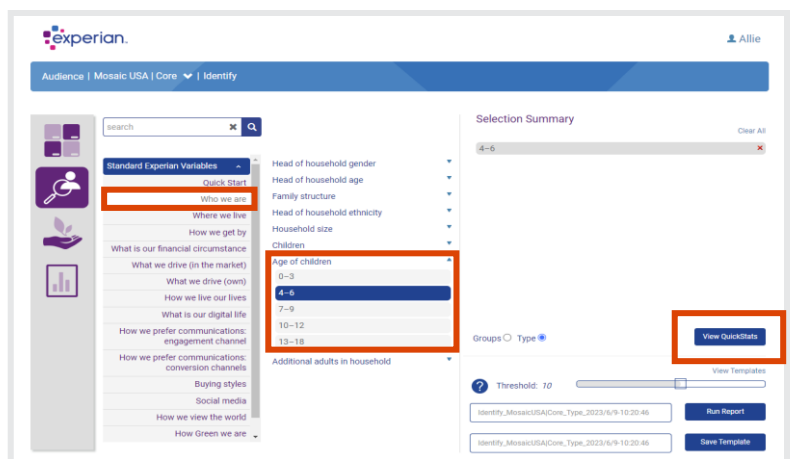 experian.
Allie
Audience | Mosaic USA | Core | Identify
search
Standard Experian Variables
Quick Start
Who we are
Where we live
How we get by
What is our financial circumstance
What we drive (in the market)
What we drive (own)
How we live our lives
What is our digital life
How we prefer communications:
engagement channel
How we prefer communications:
conversion channels
Buying styles
Social media
How we view the world
How Green we are
Head of household gender
Head of household age
Family structure
Head of household ethnicity
Household size
Children
Age of children
0–3
4–6
7–9
10–12
13–18
Additional adults in household
Selection Summary
Clear All
4–6
Groups Type
View QuickStats
View Templates
? Threshold: 10
Identify_MosaicUSA|Core_Type_2023/6/9-10:20:46
Run Report
Identify_MosaicUSA|Core_Type_2023/6/9-10:20:46
Save Template